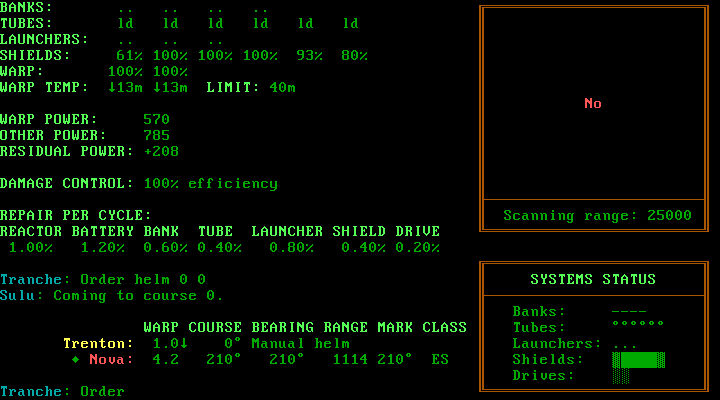 BANKS: .. .. .. ..
TUBES: ld ld ld ld ld ld
LAUNCHERS: .. .. ..
SHIELDS: 61% 100% 100% 100% 93% 80%
WARP: 100% 100%
WARP TEMP: ↓13m ↓13m LIMIT: 40m
WARP POWER: 570
OTHER POWER: 785
RESIDUAL POWER: +208
DAMAGE CONTROL: 100% efficiency
REPAIR PER CYCLE:
REACTOR BATTERY BANK TUBE LAUNCHER SHIELD DRIVE
1.00% 1.20% 0.60% 0.40% 0.80% 0.40% 0.20%
Tranche: Order helm 0 0
Sulu: Coming to course 0.
WARP COURSE BEARING RANGE MARK CLASS
Trenton: 1.0↓ 0° Manual helm
♦ Nova: 4.2 210° 210° 1114 210° ES
Tranche: Order
No
Scanning range: 25000
SYSTEMS STATUS
Banks: ----
Tubes: °°°°°°
Launchers: ...
Shields: ▒████▒
Drives: ▒▒